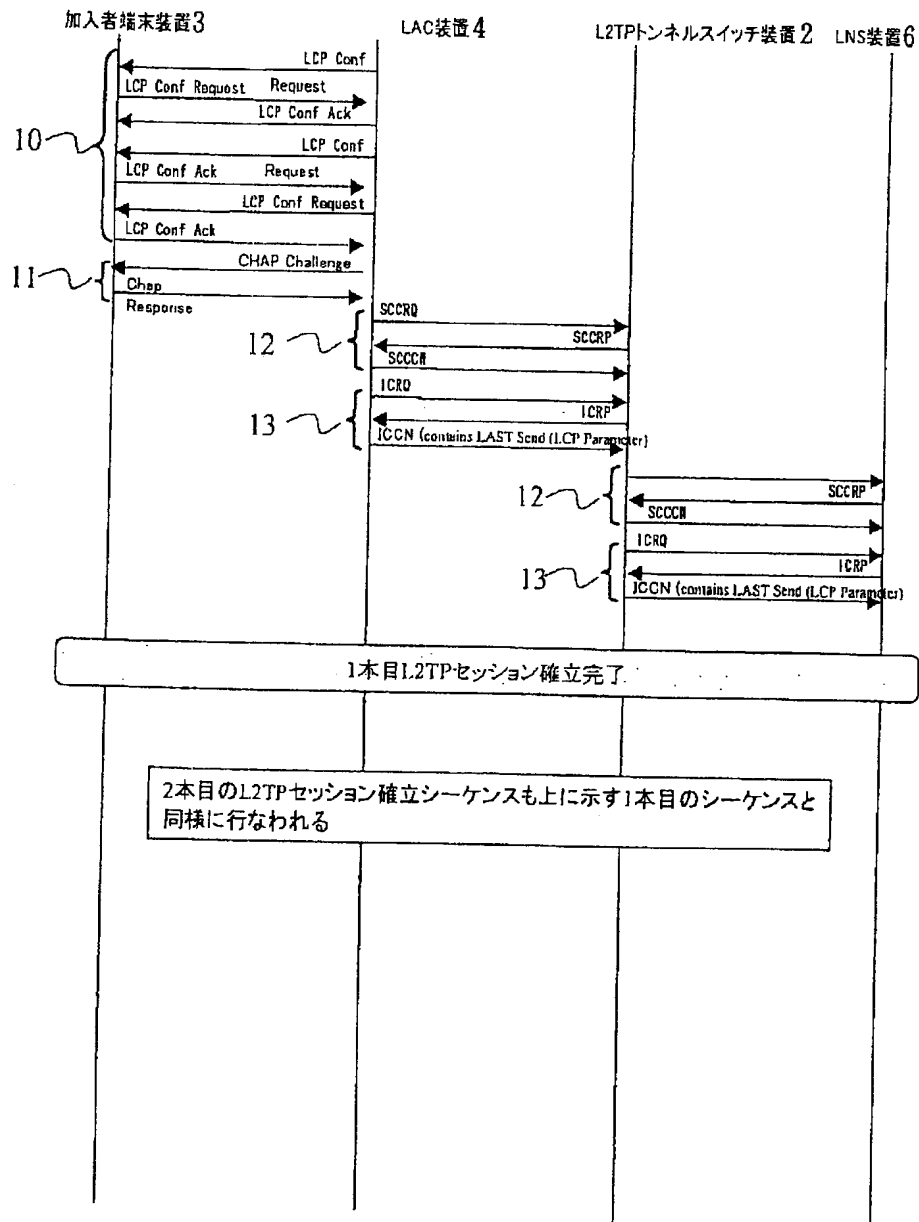 加入者端末装置3
LAC装置4
L2TPトンネルスイッチ装置2
LNS装置6
LCP Conf
LCP Conf Request Request
LCP Conf Ack
10
LCP Conf
LCP Conf Ack Request
LCP Conf Request
LCP Conf Ack
CHAP Challenge
11
Chap
Response
SCCRQ
12
SCCRP
SCCCN
ICRQ
13
ICRP
ICCN (contains LAST Send (LCP Parameter)
12
SCCRP
SCCCN
ICRQ
13
ICRP
ICCN (contains LAST Send (LCP Parameter)
1本目L2TPセッション確立完了
2本目のL2TPセッション確立シーケンスも上に示す1本目のシーケンスと
同様に行なわれる